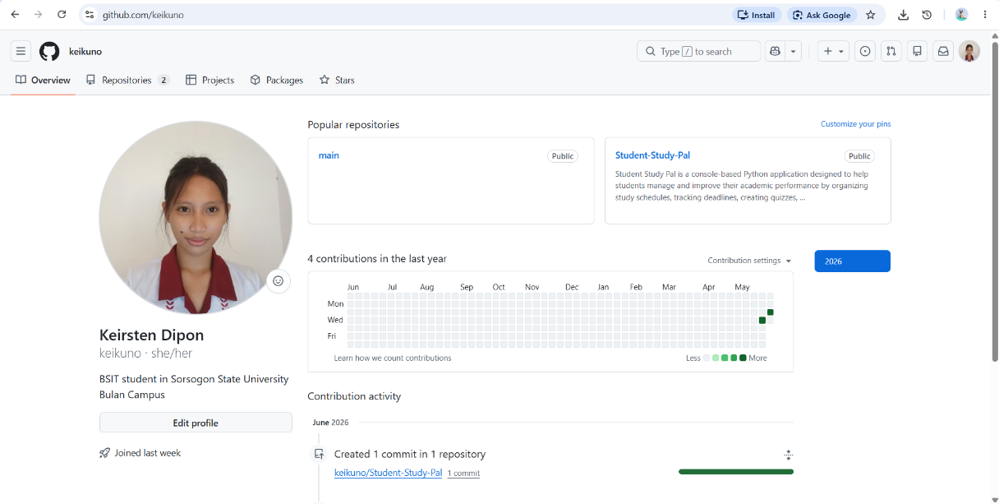 github.com/keikuno
Install
Ask Google
keikuno
Type / to search
Overview
Repositories 2
Projects
Packages
Stars
Popular repositories
Customize your pins
main
Public
Student-Study-Pal
Public
Student Study Pal is a console-based Python application designed to help
students manage and improve their academic performance by organizing
study schedules, tracking deadlines, creating quizzes, ...
4 contributions in the last year
Contribution settings
2026
Jun Jul Aug Sep Oct Nov Dec Jan Feb Mar Apr May
Mon
Wed
Fri
Learn how we count contributions
Less More
Keirsten Dipon
keikuno · she/her
BSIT student in Sorsogon State University
Bulan Campus
Edit profile
Joined last week
Contribution activity
June 2026
Created 1 commit in 1 repository
keikuno/Student-Study-Pal 1 commit